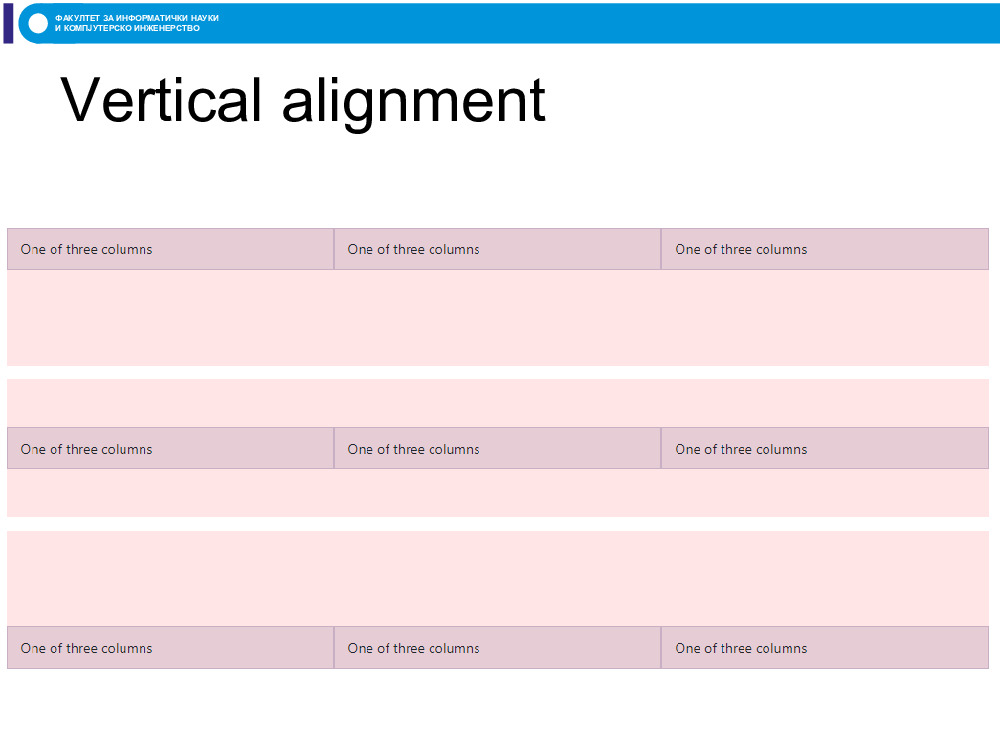 ФАКУЛТЕТ ЗА ИНФОРМАТИЧКИ НАУКИ
И КОМПЈУТЕРСКО ИНЖЕНЕРСТВО
Vertical alignment
One of three columns One of three columns One of three columns
One of three columns One of three columns One of three columns
One of three columns One of three columns One of three columns